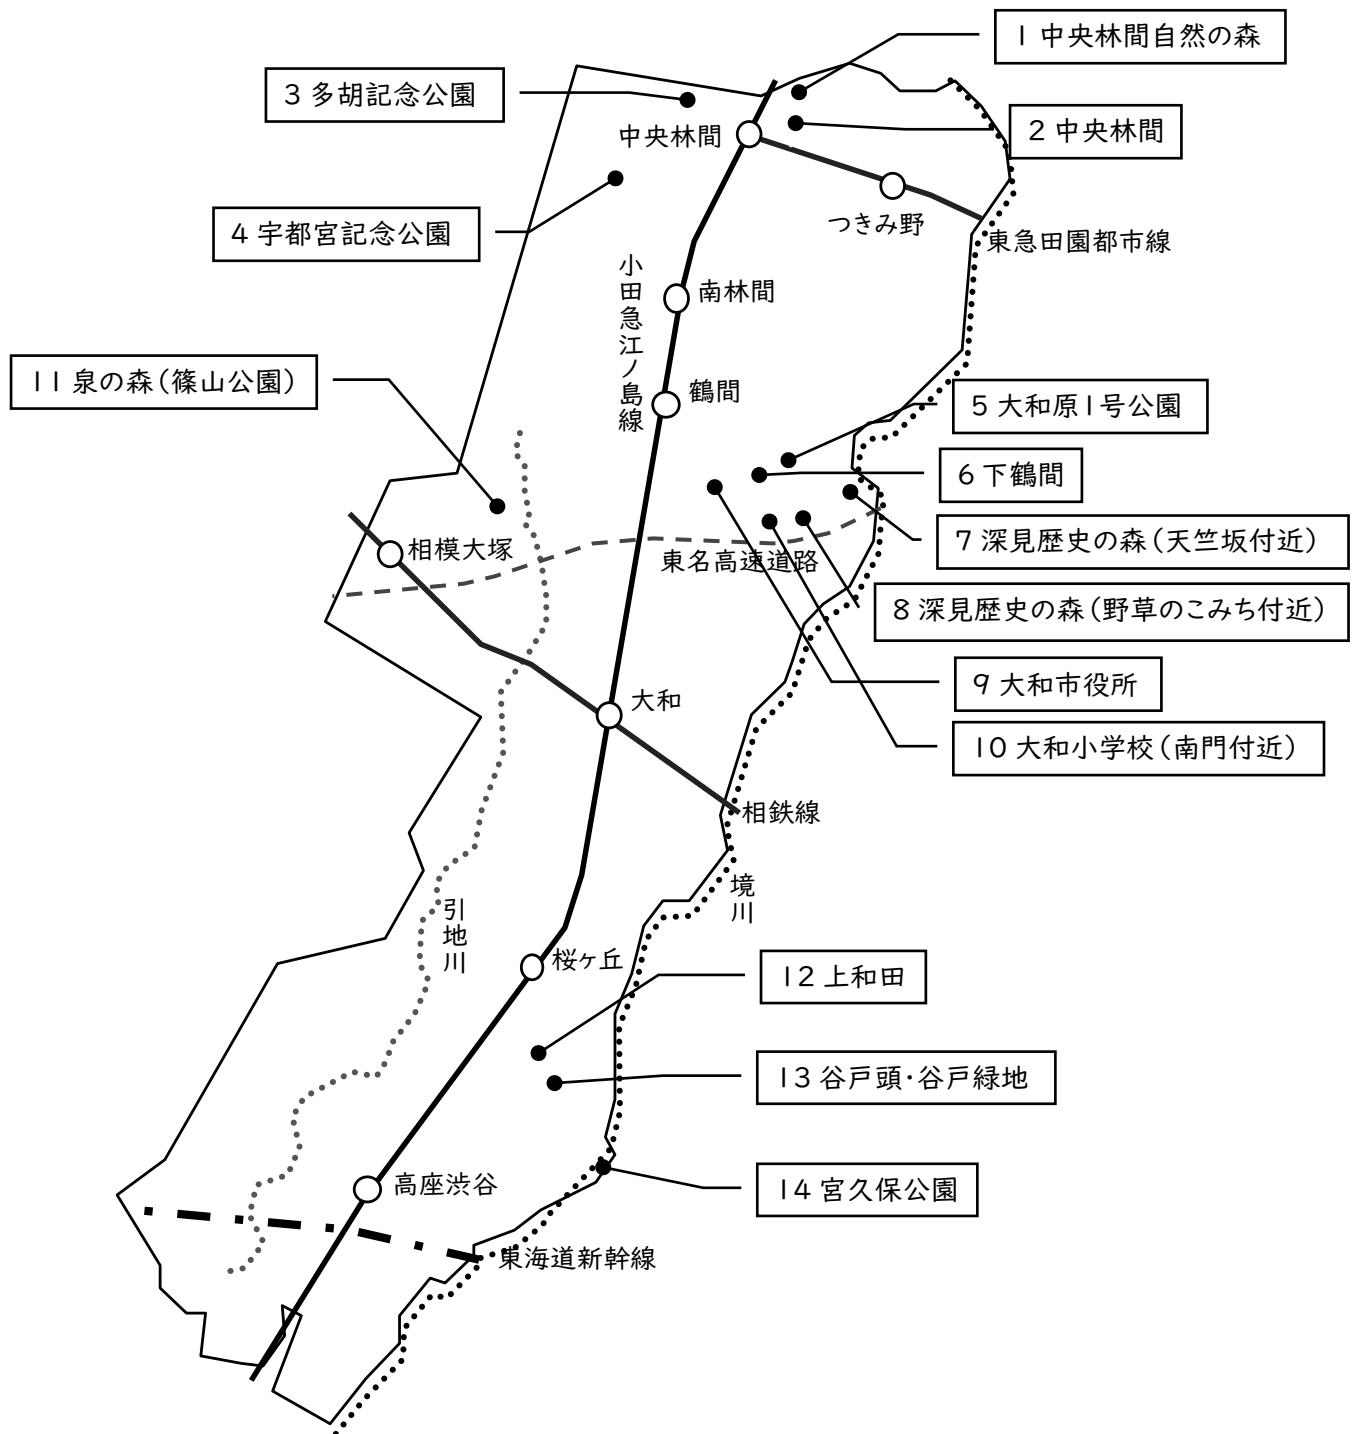 1 中央林間自然の森
3 多胡記念公園
2 中央林間
中央林間
つきみ野
4 宇都宮記念公園
東急田園都市線
小田急江ノ島線
南林間
11 泉の森(篠山公園)
鶴間
5 大和原1号公園
6 下鶴間
7 深見歴史の森(天竺坂付近)
相模大塚
東名高速道路
8 深見歴史の森(野草のこみち付近)
9 大和市役所
大和
10 大和小学校(南門付近)
相鉄線
境川
引地川
桜ヶ丘
12 上和田
13 谷戸頭・谷戸緑地
14 宮久保公園
高座渋谷
東海道新幹線